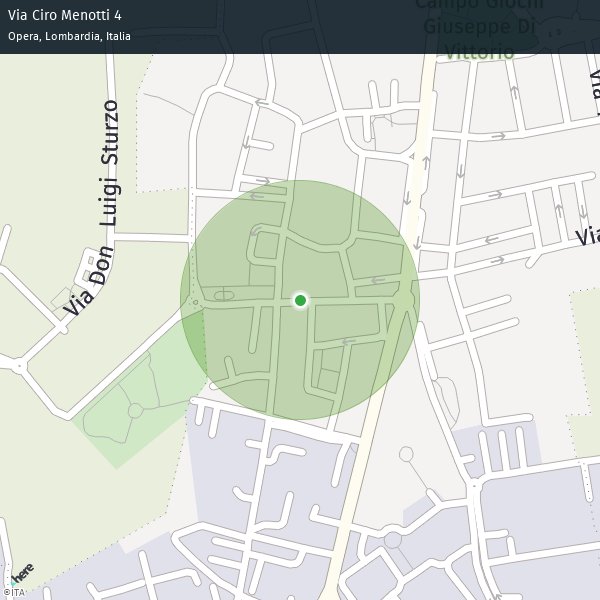 Via Ciro Menotti 4
Opera, Lombardia, Italia
Campo Giochi
Giuseppe Di
Vittorio
Via Don Luigi Sturzo
Via
here
©ITA